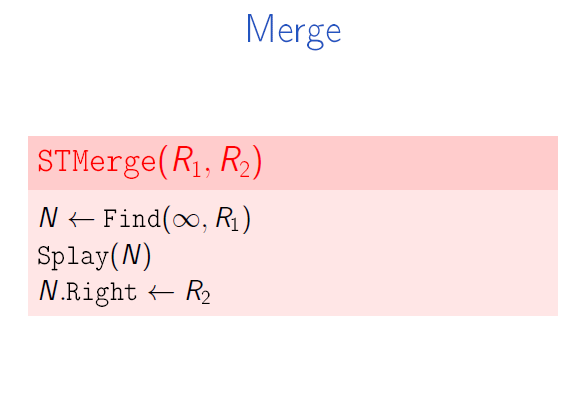 Merge
STMerge(R₁, R₂)
N ← Find(∞, R₁)
Splay(N)
N.Right ← R₂